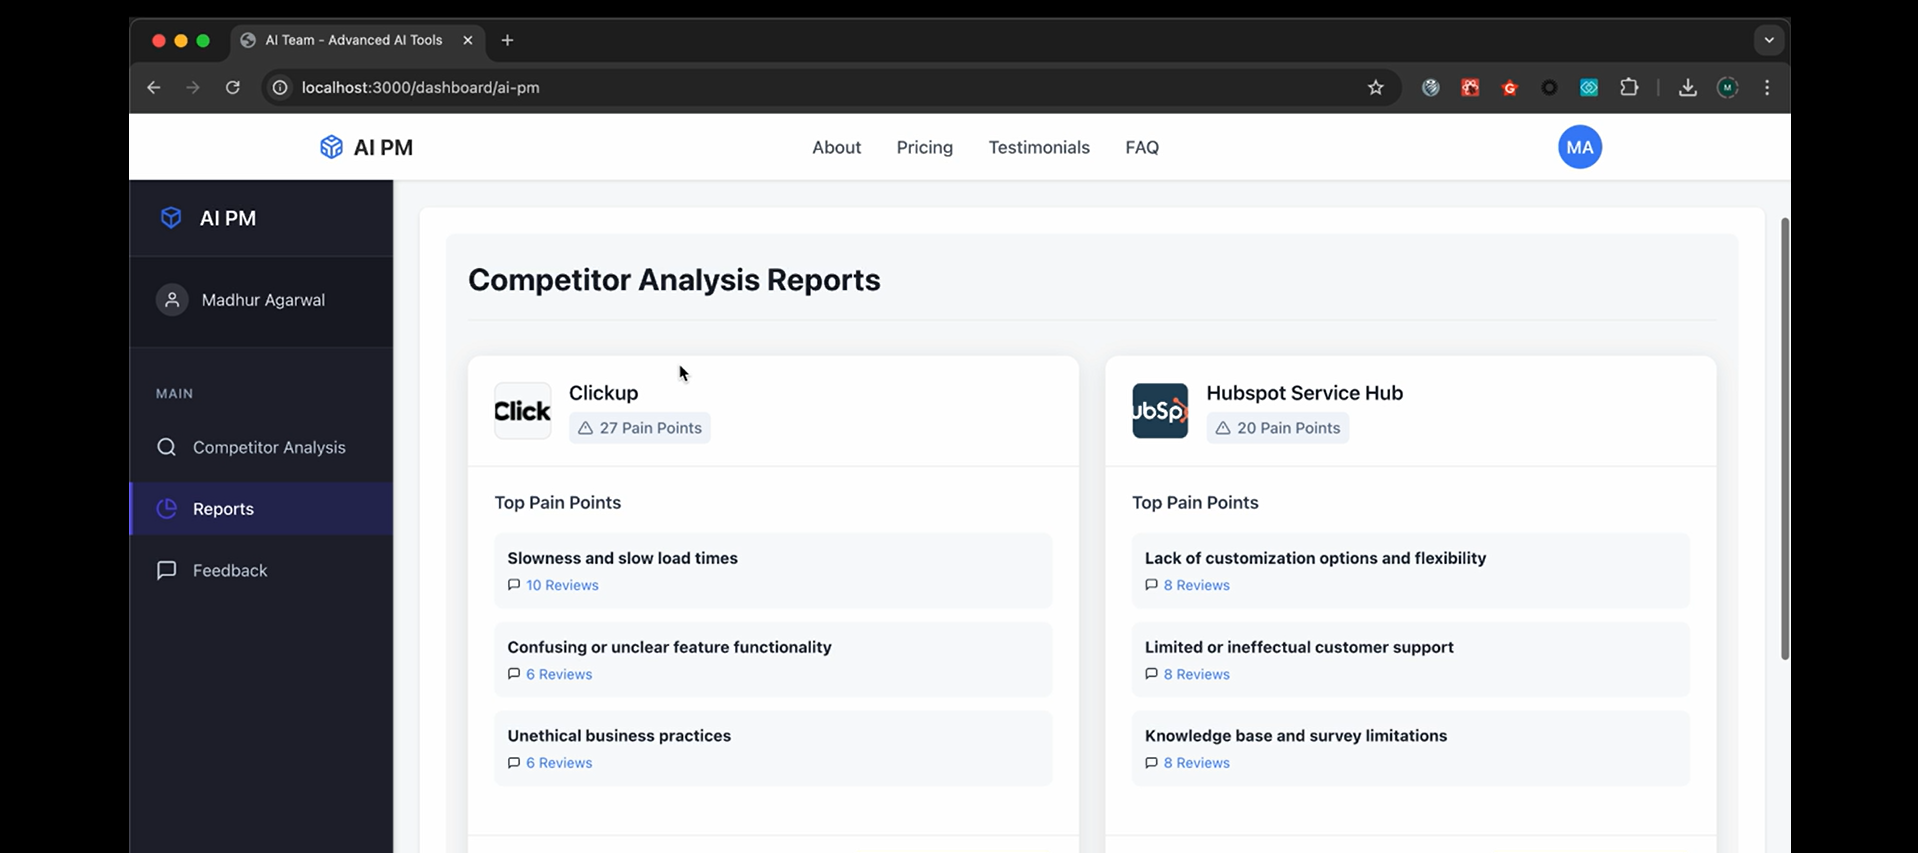 AI Team - Advanced AI Tools
localhost:3000/dashboard/ai-pm
M
AI PM
About
Pricing
Testimonials
FAQ
MA
AI PM
Madhur Agarwal
MAIN
Competitor Analysis
Reports
Feedback
Competitor Analysis Reports
Click
Clickup
27 Pain Points
Top Pain Points
Slowness and slow load times
10 Reviews
Confusing or unclear feature functionality
6 Reviews
Unethical business practices
6 Reviews
ubSp
Hubspot Service Hub
20 Pain Points
Top Pain Points
Lack of customization options and flexibility
8 Reviews
Limited or ineffectual customer support
8 Reviews
Knowledge base and survey limitations
8 Reviews